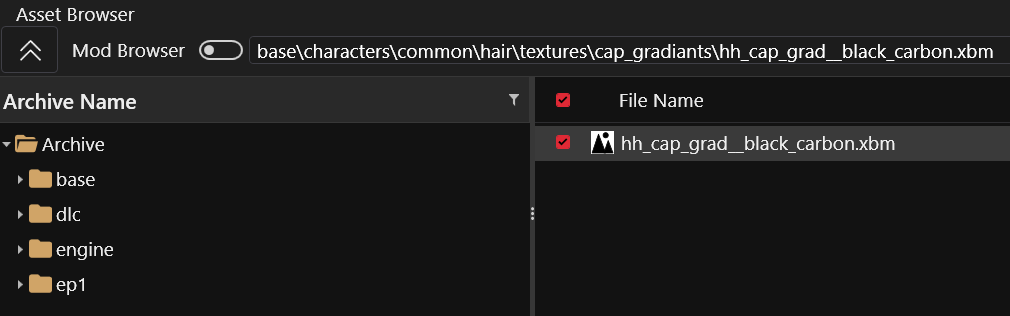 Asset Browser
Mod Browser base\characters\common\hair\textures\cap_gradiants\hh_cap_grad__black_carbon.xbm
Archive Name
File Name
Archive
hh_cap_grad__black_carbon.xbm
base
dlc
engine
ep1